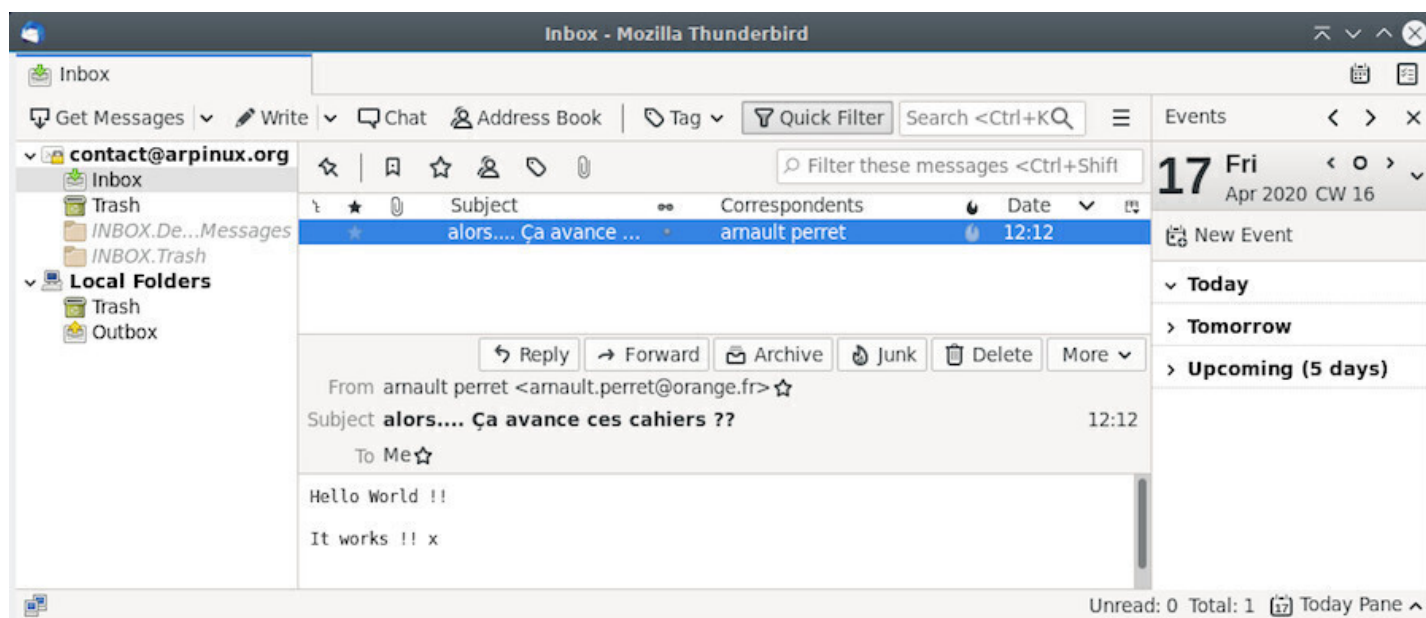 Inbox - Mozilla Thunderbird
Inbox
Get Messages Write Chat Address Book Tag Quick Filter Search <Ctrl+K
contact@arpinux.org
Inbox
Trash
INBOX.De...Messages
INBOX.Trash
Local Folders
Trash
Outbox
Filter these messages <Ctrl+Shift
Subject Correspondents Date
alors.... Ça avance ... arnault perret 12:12
Reply Forward Archive Junk Delete More
From arnault perret <arnault.perret@orange.fr>
Subject alors.... Ça avance ces cahiers ?? 12:12
To Me
Hello World !!
It works !! x
Events
17 Fri
Apr 2020 CW 16
New Event
Today
Tomorrow
Upcoming (5 days)
Unread: 0 Total: 1 17 Today Pane